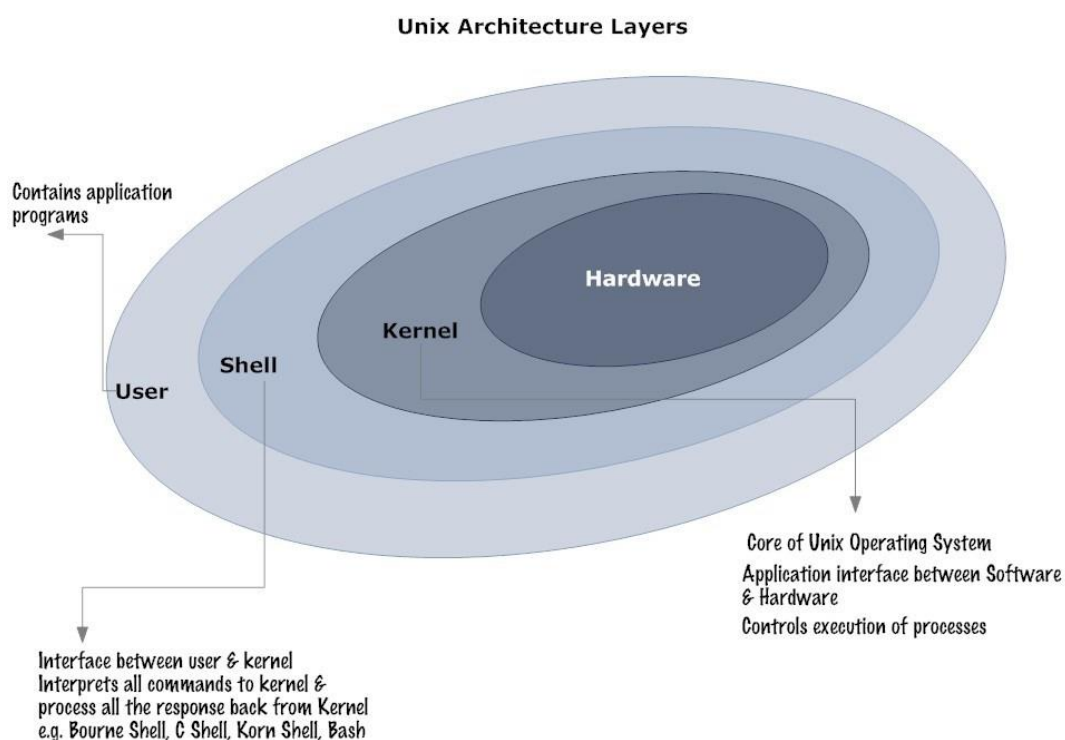 Unix Architecture Layers
Contains application
programs
Hardware
Kernel
Shell
User
Core of Unix Operating System
Application interface between Software
& Hardware
Controls execution of processes
Interface between user & kernel
Interprets all commands to kernel &
process all the response back from Kernel
e.g. Bourne Shell, C Shell, Korn Shell, Bash